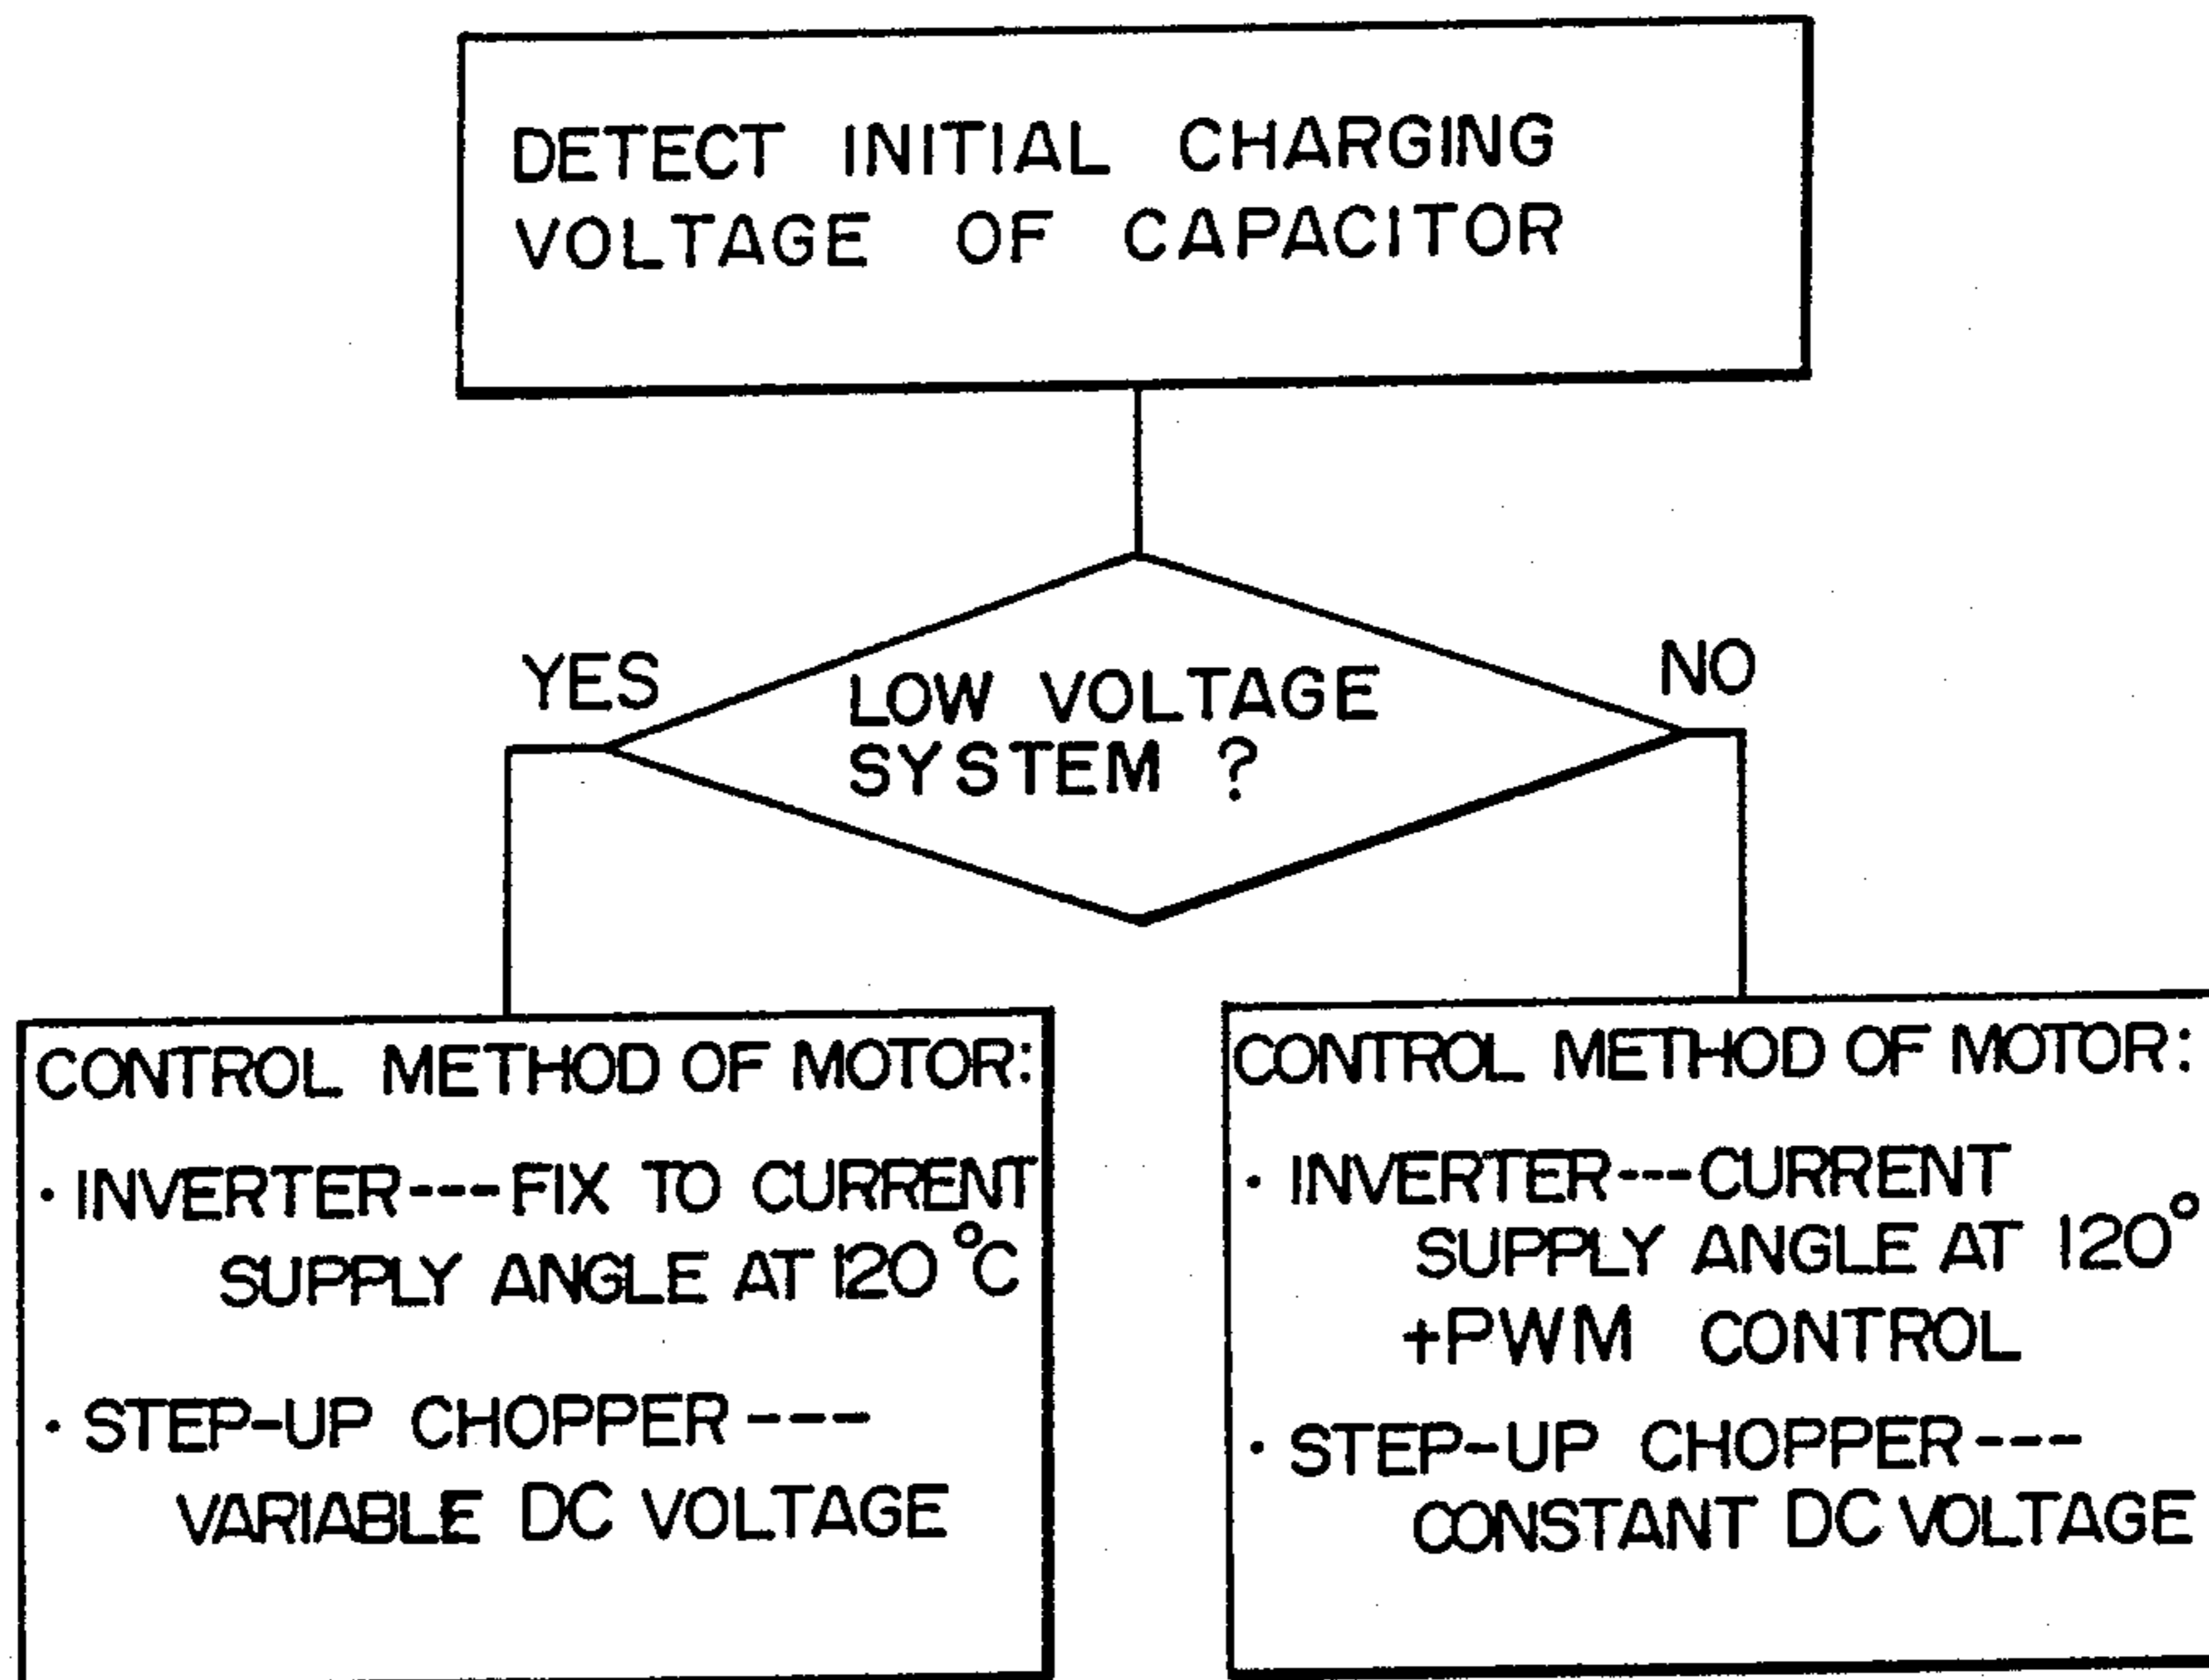 DETECT INITIAL CHARGING
VOLTAGE OF CAPACITOR
YES
LOW VOLTAGE
SYSTEM ?
NO
CONTROL METHOD OF MOTOR:
· INVERTER---FIX TO CURRENT
SUPPLY ANGLE AT 120 °C
· STEP-UP CHOPPER---
VARIABLE DC VOLTAGE
CONTROL METHOD OF MOTOR:
· INVERTER---CURRENT
SUPPLY ANGLE AT 120°
+PWM CONTROL
· STEP-UP CHOPPER---
CONSTANT DC VOLTAGE